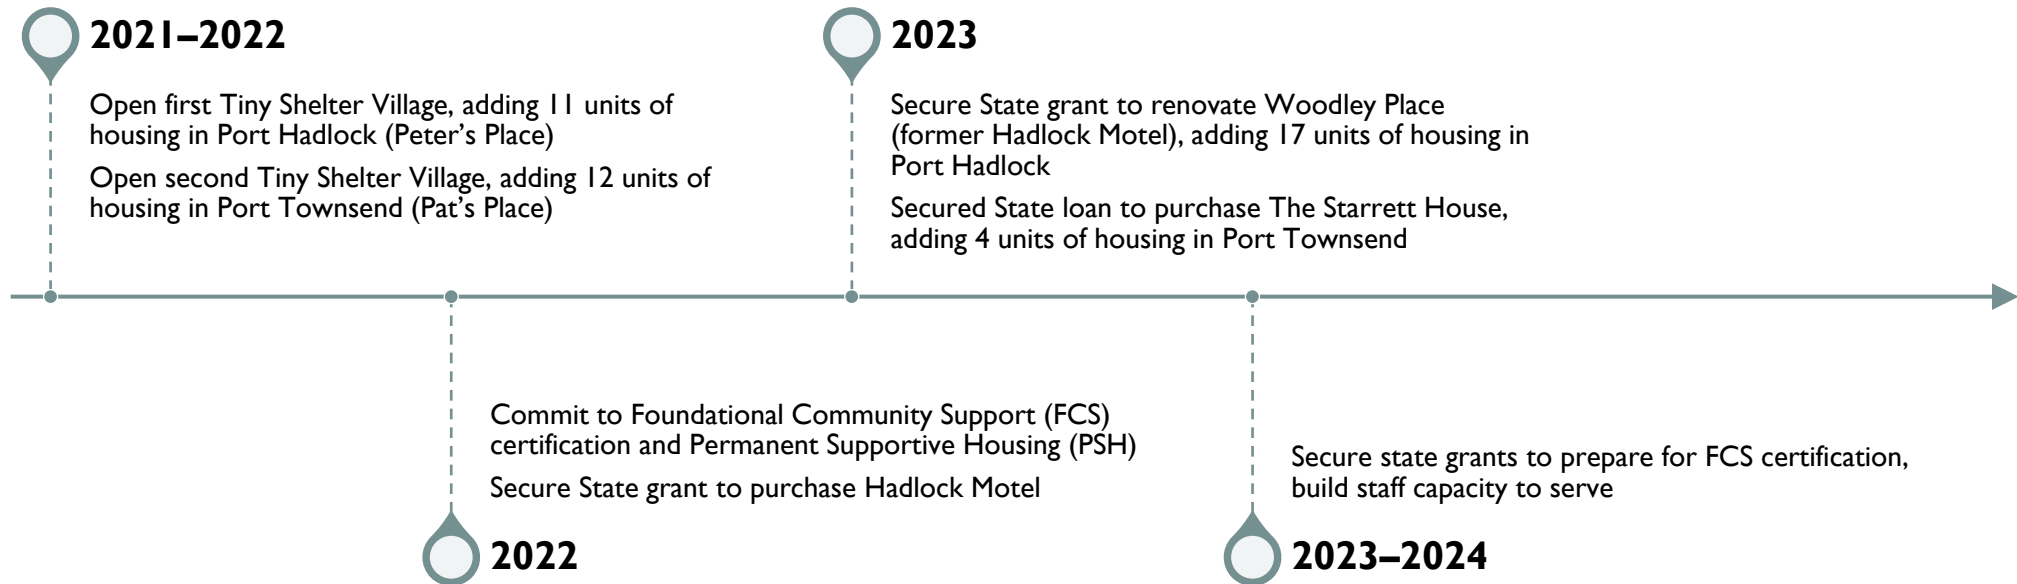 2021–2022
Open first Tiny Shelter Village, adding 11 units of
housing in Port Hadlock (Peter’s Place)
Open second Tiny Shelter Village, adding 12 units of
housing in Port Townsend (Pat’s Place)
2023
Secure State grant to renovate Woodley Place
(former Hadlock Motel), adding 17 units of housing in
Port Hadlock
Secured State loan to purchase The Starrett House,
adding 4 units of housing in Port Townsend
Commit to Foundational Community Support (FCS)
certification and Permanent Supportive Housing (PSH)
Secure State grant to purchase Hadlock Motel
2022
Secure state grants to prepare for FCS certification,
build staff capacity to serve
2023–2024